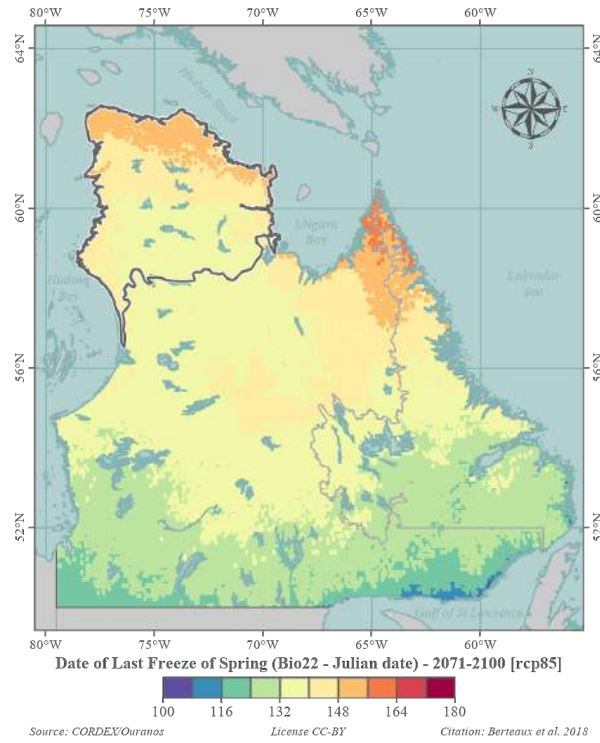 80°W 75°W 70°W 65°W 60°W
64°N 64°N
Hudson Strait
N
W E
S
60°N 60°N
Ungava Bay
Hudson Bay
Labrador Sea
56°N 56°N
52°N 52°N
Gulf of St Lawrence
80°W 75°W 70°W 65°W 60°W
Date of Last Freeze of Spring (Bio22 - Julian date) - 2071-2100 [rcp85]
100 116 132 148 164 180
Source: CORDEX/Ouranos License CC-BY Citation: Berteaux et al. 2018